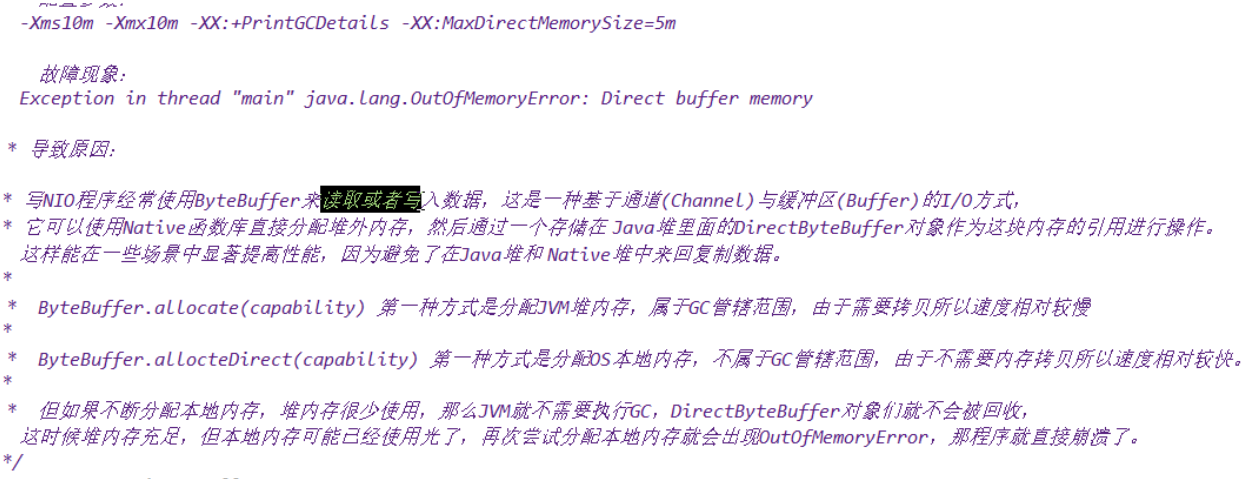 -Xms10m -Xmx10m -XX:+PrintGCDetails -XX:MaxDirectMemorySize=5m
故障现象：
Exception in thread "main" java.lang.OutOfMemoryError: Direct buffer memory
* 导致原因：
* 写NIO程序经常使用ByteBuffer来读取或者写入数据，这是一种基于通道(Channel)与缓冲区(Buffer)的I/O方式，
* 它可以使用Native函数库直接分配堆外内存，然后通过一个存储在 Java堆里面的DirectByteBuffer对象作为这块内存的引用进行操作。
这样能在一些场景中显著提高性能，因为避免了在Java堆和 Native堆中来回复制数据。
*
* ByteBuffer.allocate(capability) 第一种方式是分配JVM堆内存，属于GC管辖范围，由于需要拷贝所以速度相对较慢
*
* ByteBuffer.allocteDirect(capability) 第一种方式是分配OS本地内存，不属于GC管辖范围，由于不需要内存拷贝所以速度相对较快。
*
* 但如果不断分配本地内存，堆内存很少使用，那么JVM就不需要执行GC，DirectByteBuffer对象们就不会被回收，
这时候堆内存充足，但本地内存可能已经使用光了，再次尝试分配本地内存就会出现OutOfMemoryError，那程序就直接崩溃了。
*/